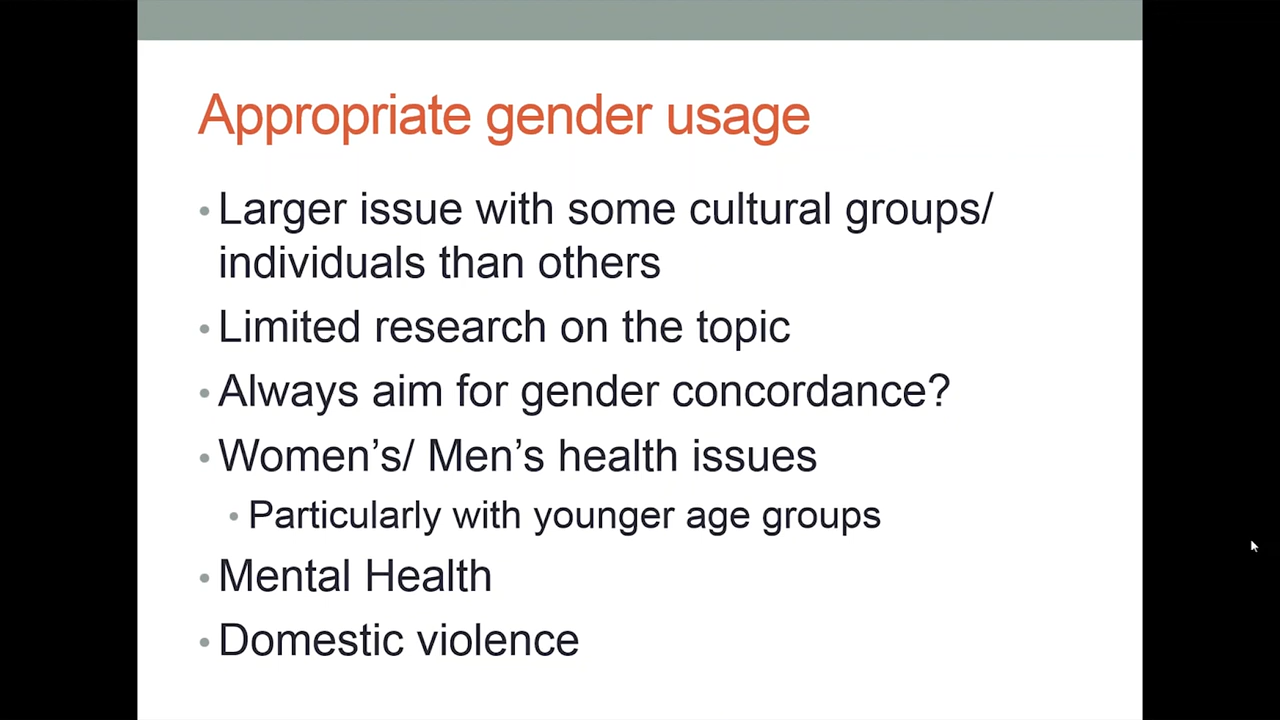 Appropriate gender usage
• Larger issue with some cultural groups/
individuals than others
• Limited research on the topic
• Always aim for gender concordance?
• Women’s/ Men’s health issues
• Particularly with younger age groups
• Mental Health
• Domestic violence